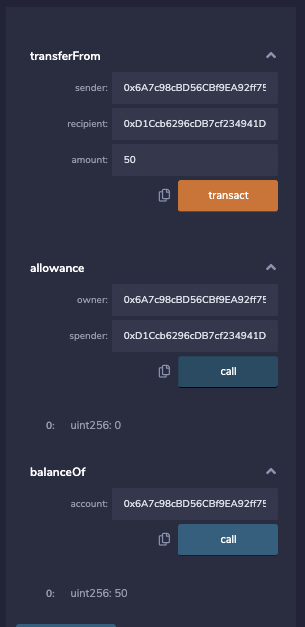 transferFrom
sender: 0x6A7c98cBD56CBf9EA92ff75
recipient: 0xD1Ccb6296cDB7cf234941D
amount: 50
transact
allowance
owner: 0x6A7c98cBD56CBf9EA92ff75
spender: 0xD1Ccb6296cDB7cf234941D
call
0: uint256: 0
balanceOf
account: 0x6A7c98cBD56CBf9EA92ff75
call
0: uint256: 50